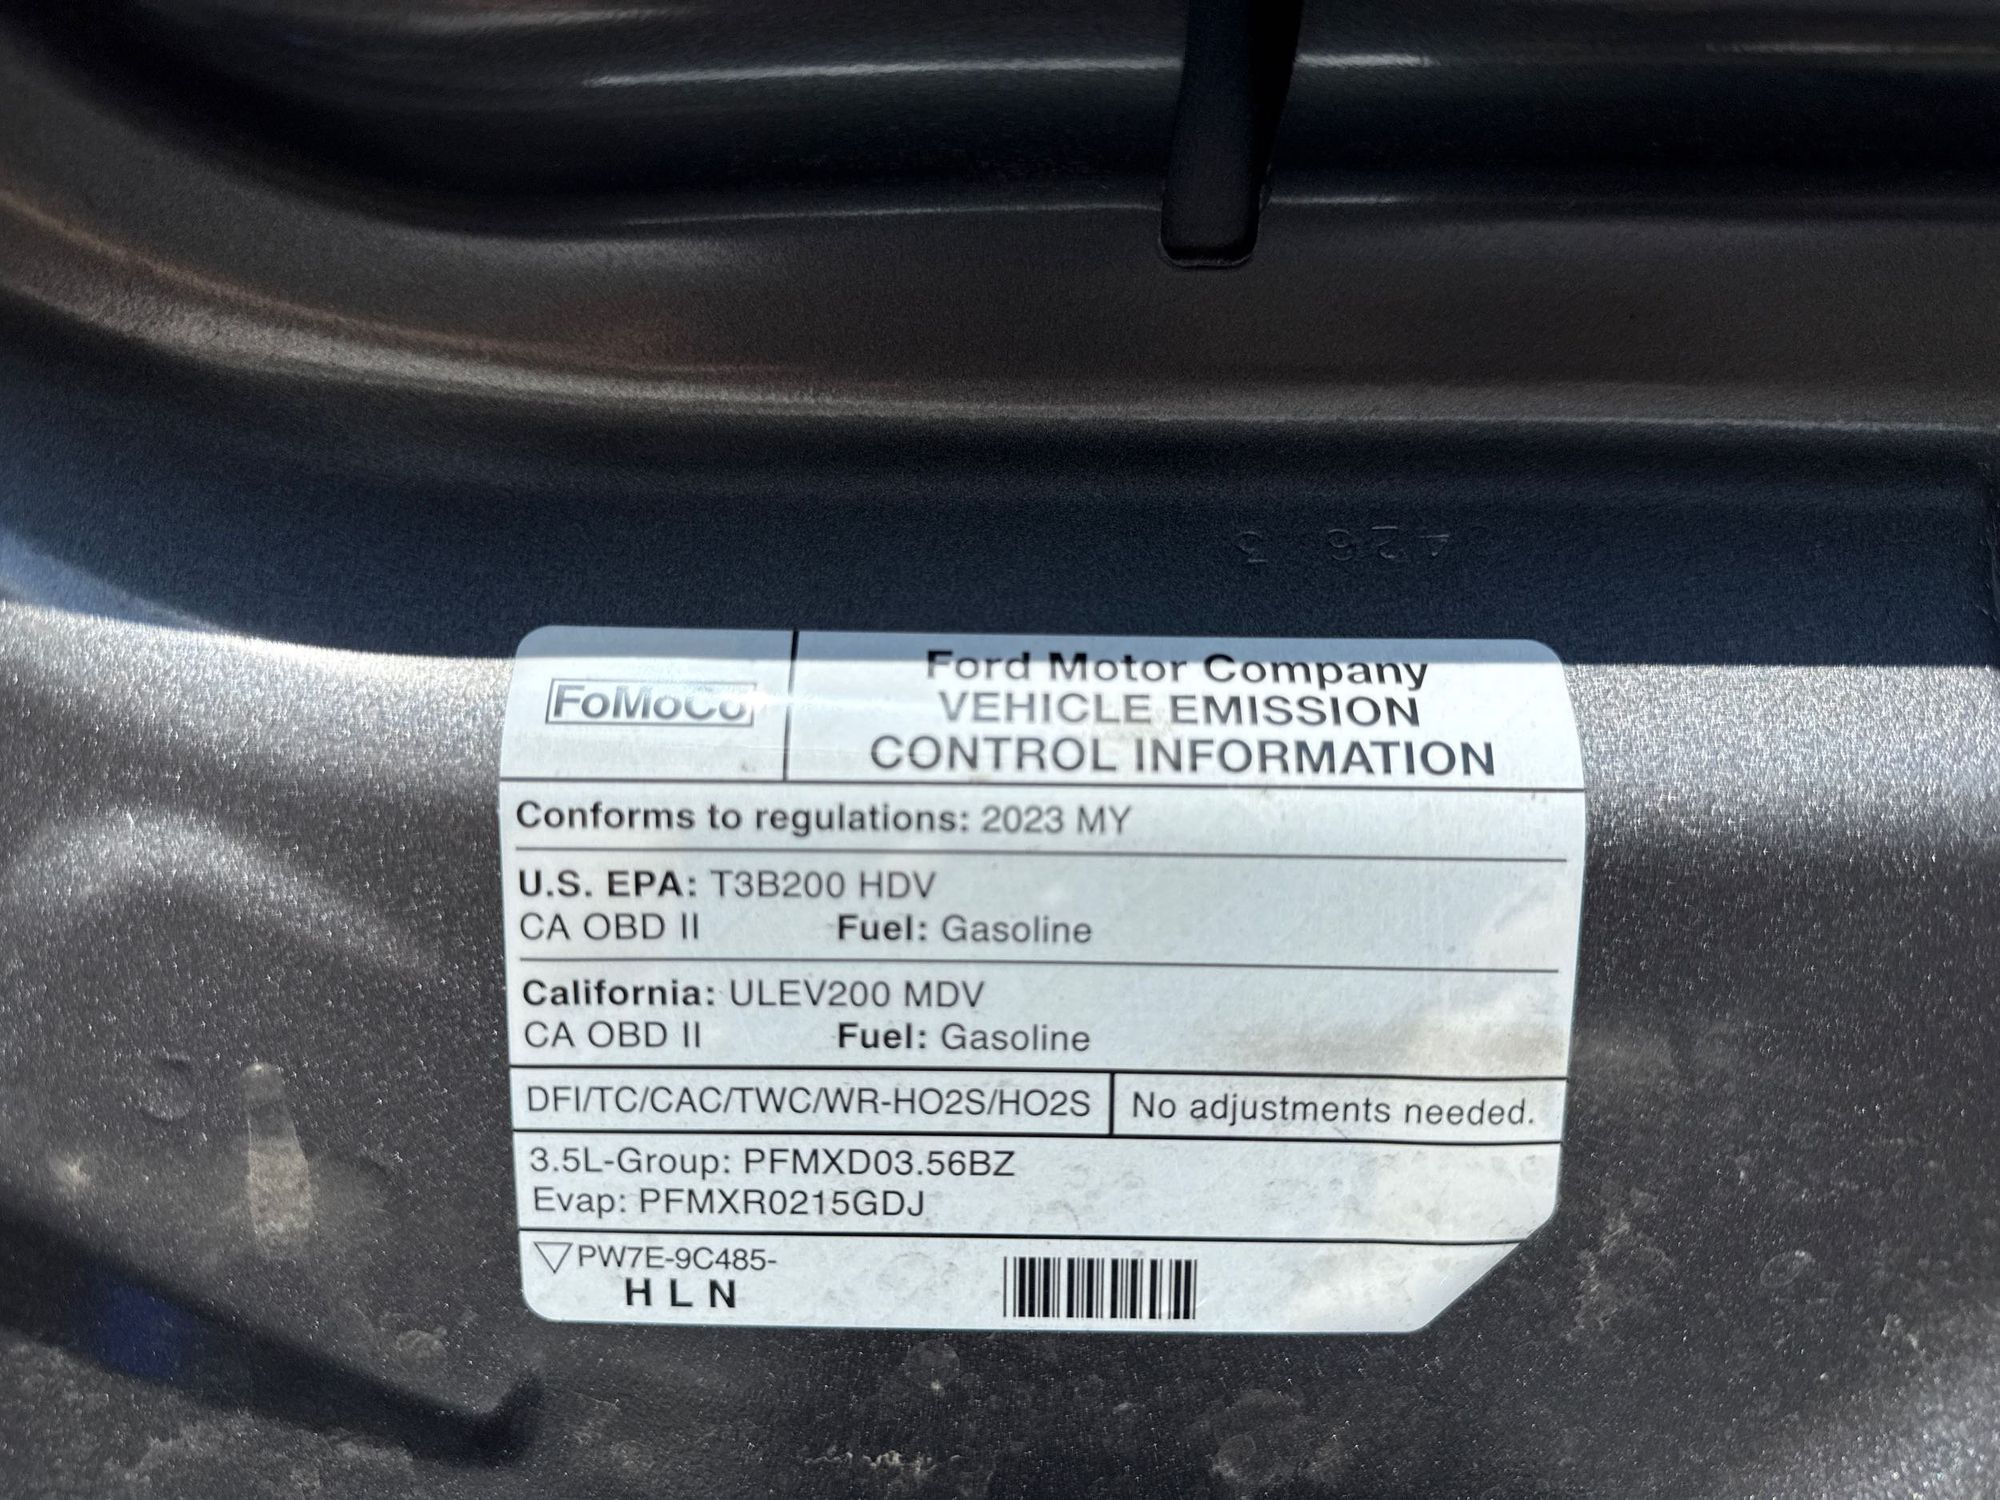 FoMoCo
Ford Motor Company
VEHICLE EMISSION
CONTROL INFORMATION
Conforms to regulations: 2023 MY
U.S. EPA: T3B200 HDV
CA OBD II Fuel: Gasoline
California: ULEV200 MDV
CA OBD II Fuel: Gasoline
DFI/TC/CAC/TWC/WR-HO2S/HO2S No adjustments needed.
3.5L-Group: PFMXD03.56BZ
Evap: PFMXR0215GDJ
PW7E-9C485-
H L N